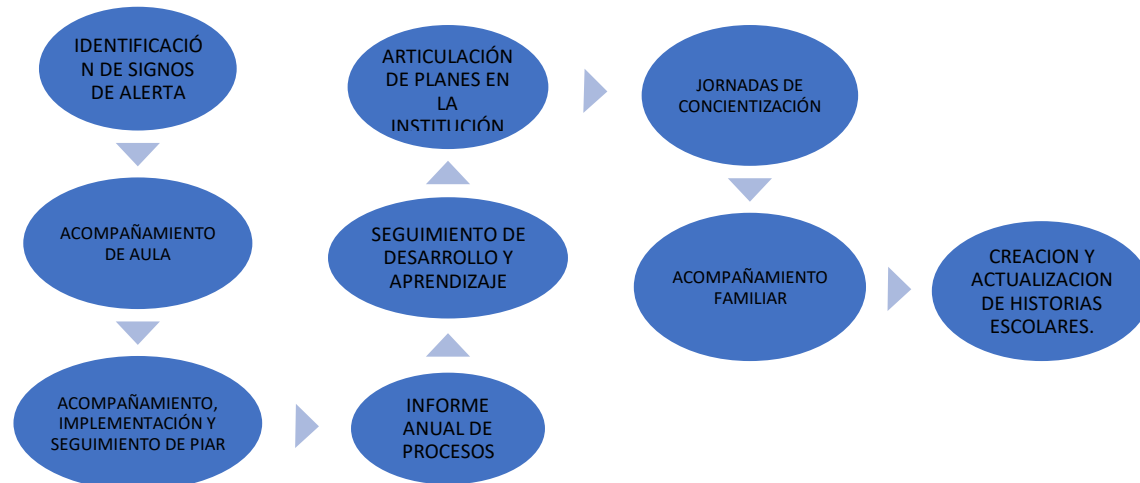 IDENTIFICACIÓ
N DE SIGNOS
DE ALERTA
ACOMPAÑAMIENTO
DE AULA
ACOMPAÑAMIENTO,
IMPLEMENTACIÓN Y
SEGUIMIENTO DE PIAR
INFORME
ANUAL DE
PROCESOS
SEGUIMIENTO DE
DESARROLLO Y
APRENDIZAJE
ARTICULACIÓN
DE PLANES EN
LA
INSTITUCIÓN
JORNADAS DE
CONCIENTIZACIÓN
ACOMPAÑAMIENTO
FAMILIAR
CREACION Y
ACTUALIZACION
DE HISTORIAS
ESCOLARES.